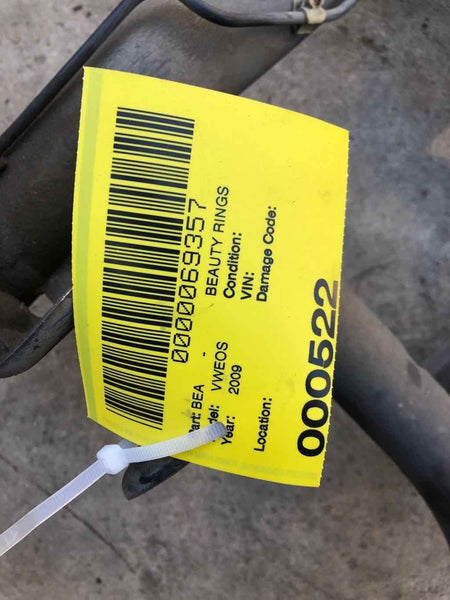 0000069357
Part: BEA - BEAUTY RINGS
Model: VWEOS Condition:
Year: 2009 VIN:
Damage Code:
Location:
000522